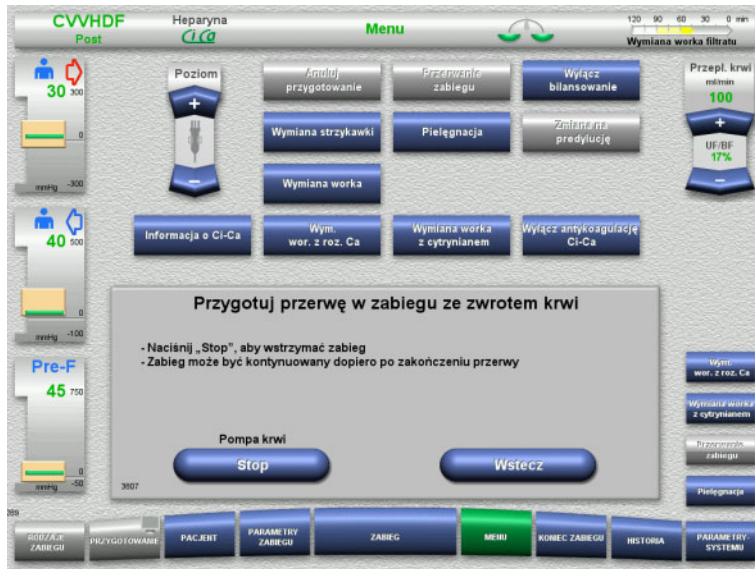 CVVHDF
Post
Heparyna
CiCa
Menu
120 90 60 30 0 min
Wymiana worka filtratu
30 300
0
mmHg -300
40 500
0
mmHg -100
Pre-F
45 750
0
mmHg -50
Poziom
+
–
Anuluj
przygotowanie
Przerwanie
zabiegu
Wyłącz
bilansowanie
Wymiana strzykawki
Pielęgnacja
Zmiana na
predylucję
Wymiana worka
Informacja o Ci-Ca
Wym.
wor. z roz. Ca
Wymiana worka
z cytrynianem
Wyłącz antykoagulację
Ci-Ca
Przepł. krwi
ml/min
100
+
UF/BF
17%
–
Przygotuj przerwę w zabiegu ze zwrotem krwi
- Naciśnij „Stop”, aby wstrzymać zabieg
- Zabieg może być kontynuowany dopiero po zakończeniu przerwy
Pompa krwi
Stop
Wstecz
3807
Wym.
wor. z roz. Ca
Wymiana worka
z cytrynianem
Przerwanie
zabiegu
Pielęgnacja
089
RODZAJE
ZABIEGU
PRZYGOTOWANIE
PACJENT
PARAMETRY
ZABIEGU
ZABIEG
MENU
KONIEC ZABIEGU
HISTORIA
PARAMETRY-
SYSTEMU